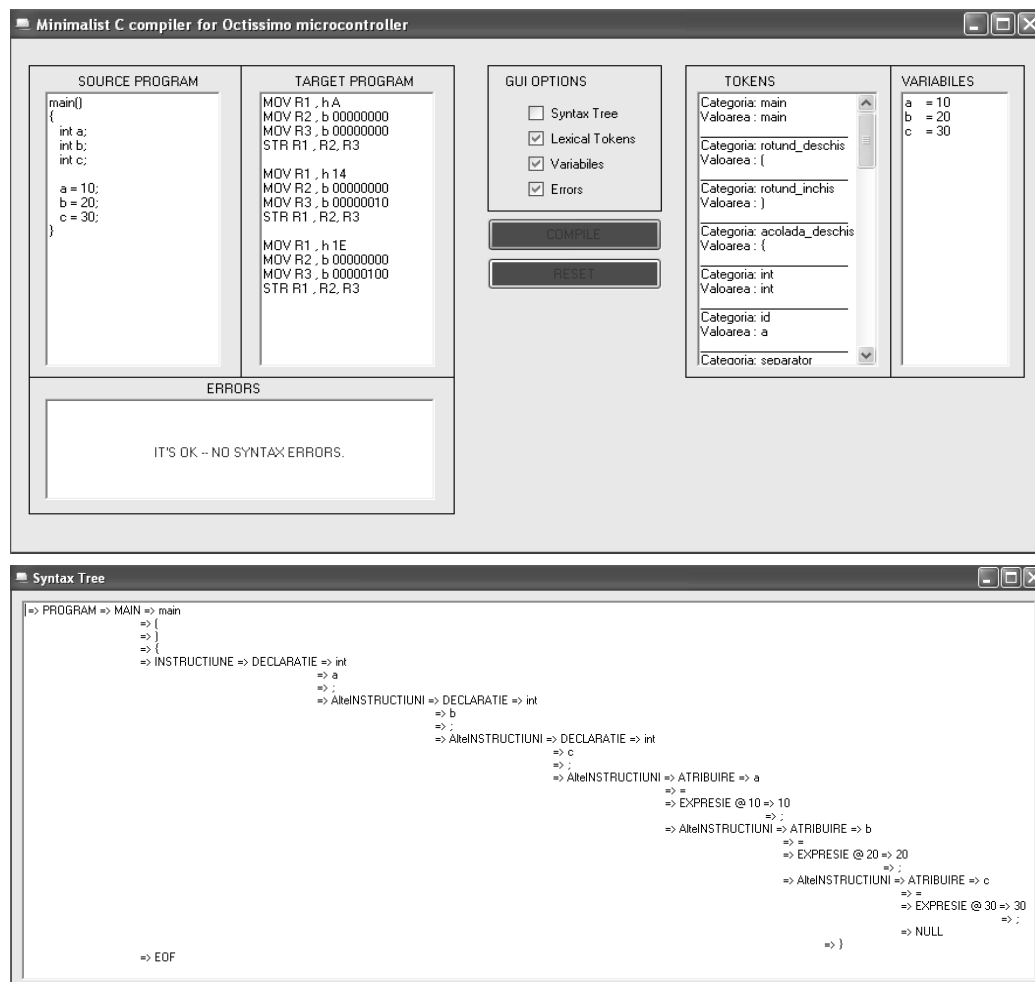 Minimalist C compiler for Octissimo microcontroller
SOURCE PROGRAM
main()
{
int a;
int b;
int c;
a = 10;
b = 20;
c = 30;
}
TARGET PROGRAM
MOV R1 , h A
MOV R2 , b 00000000
MOV R3 , b 00000000
STR R1 , R2, R3
MOV R1 , h 14
MOV R2 , b 00000000
MOV R3 , b 00000010
STR R1 , R2, R3
MOV R1 , h 1E
MOV R2 , b 00000000
MOV R3 , b 00000100
STR R1 , R2, R3
ERRORS
IT'S OK -- NO SYNTAX ERRORS.
GUI OPTIONS
Syntax Tree
Lexical Tokens
Variabiles
Errors
COMPILE
RESET
TOKENS
Categoria: main
Valoarea : main
Categoria: rotund_deschis
Valoarea : (
Categoria: rotund_inchis
Valoarea : )
Categoria: acolada_deschis
Valoarea : {
Categoria: int
Valoarea : int
Categoria: id
Valoarea : a
Categoria: separator
VARIABILES
a = 10
b = 20
c = 30
Syntax Tree
=> PROGRAM => MAIN => main
=> (
=> )
=> {
=> INSTRUCTIUNE => DECLARATIE => int
=> a
=> ;
=> AlteINSTRUCTIUNI => DECLARATIE => int
=> b
=> ;
=> AlteINSTRUCTIUNI => DECLARATIE => int
=> c
=> ;
=> AlteINSTRUCTIUNI => ATRIBUIRE => a
=> =
=> EXPRESIE @ 10 => 10
=> ;
=> AlteINSTRUCTIUNI => ATRIBUIRE => b
=> =
=> EXPRESIE @ 20 => 20
=> ;
=> AlteINSTRUCTIUNI => ATRIBUIRE => c
=> =
=> EXPRESIE @ 30 => 30
=> ;
=> NULL
=> }
=> EOF